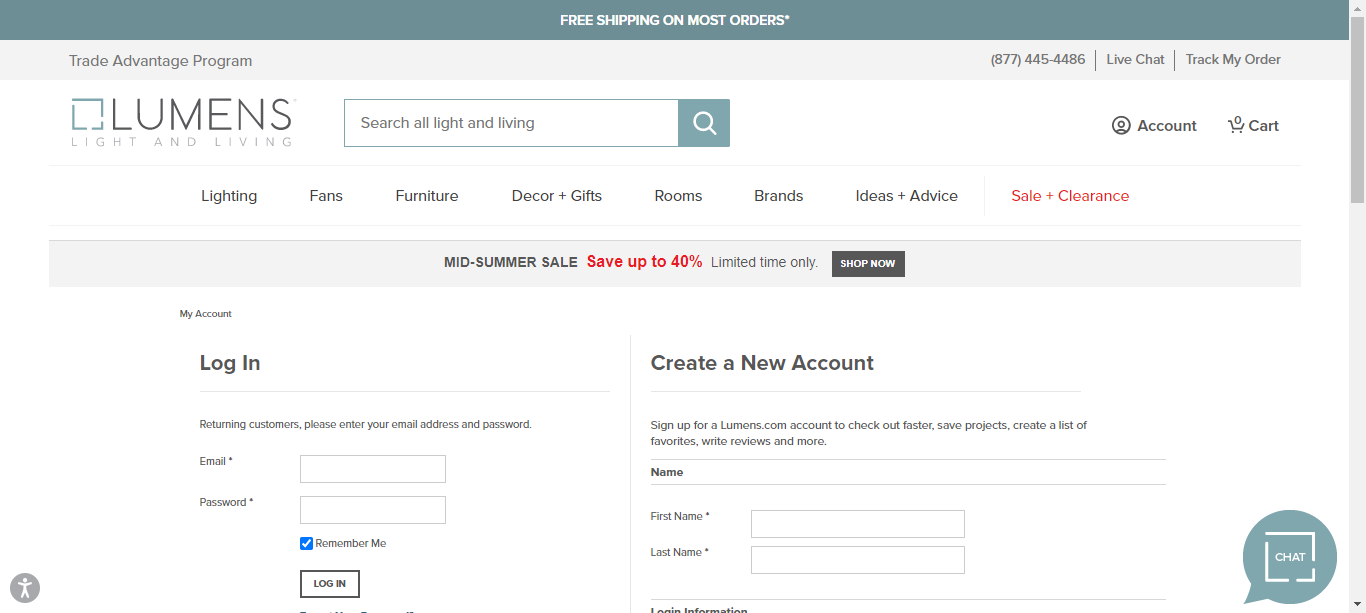 FREE SHIPPING ON MOST ORDERS*
Trade Advantage Program
(877) 445-4486
Live Chat
Track My Order
LUMENS
LIGHT AND LIVING
Search all light and living
Account
0
Cart
Lighting
Fans
Furniture
Decor + Gifts
Rooms
Brands
Ideas + Advice
Sale + Clearance
MID-SUMMER SALE Save up to 40% Limited time only. SHOP NOW
My Account
Log In
Returning customers, please enter your email address and password.
Email *
Password *
Remember Me
LOG IN
Create a New Account
Sign up for a Lumens.com account to check out faster, save projects, create a list of
favorites, write reviews and more.
Name
First Name *
Last Name *
Login Information
CHAT